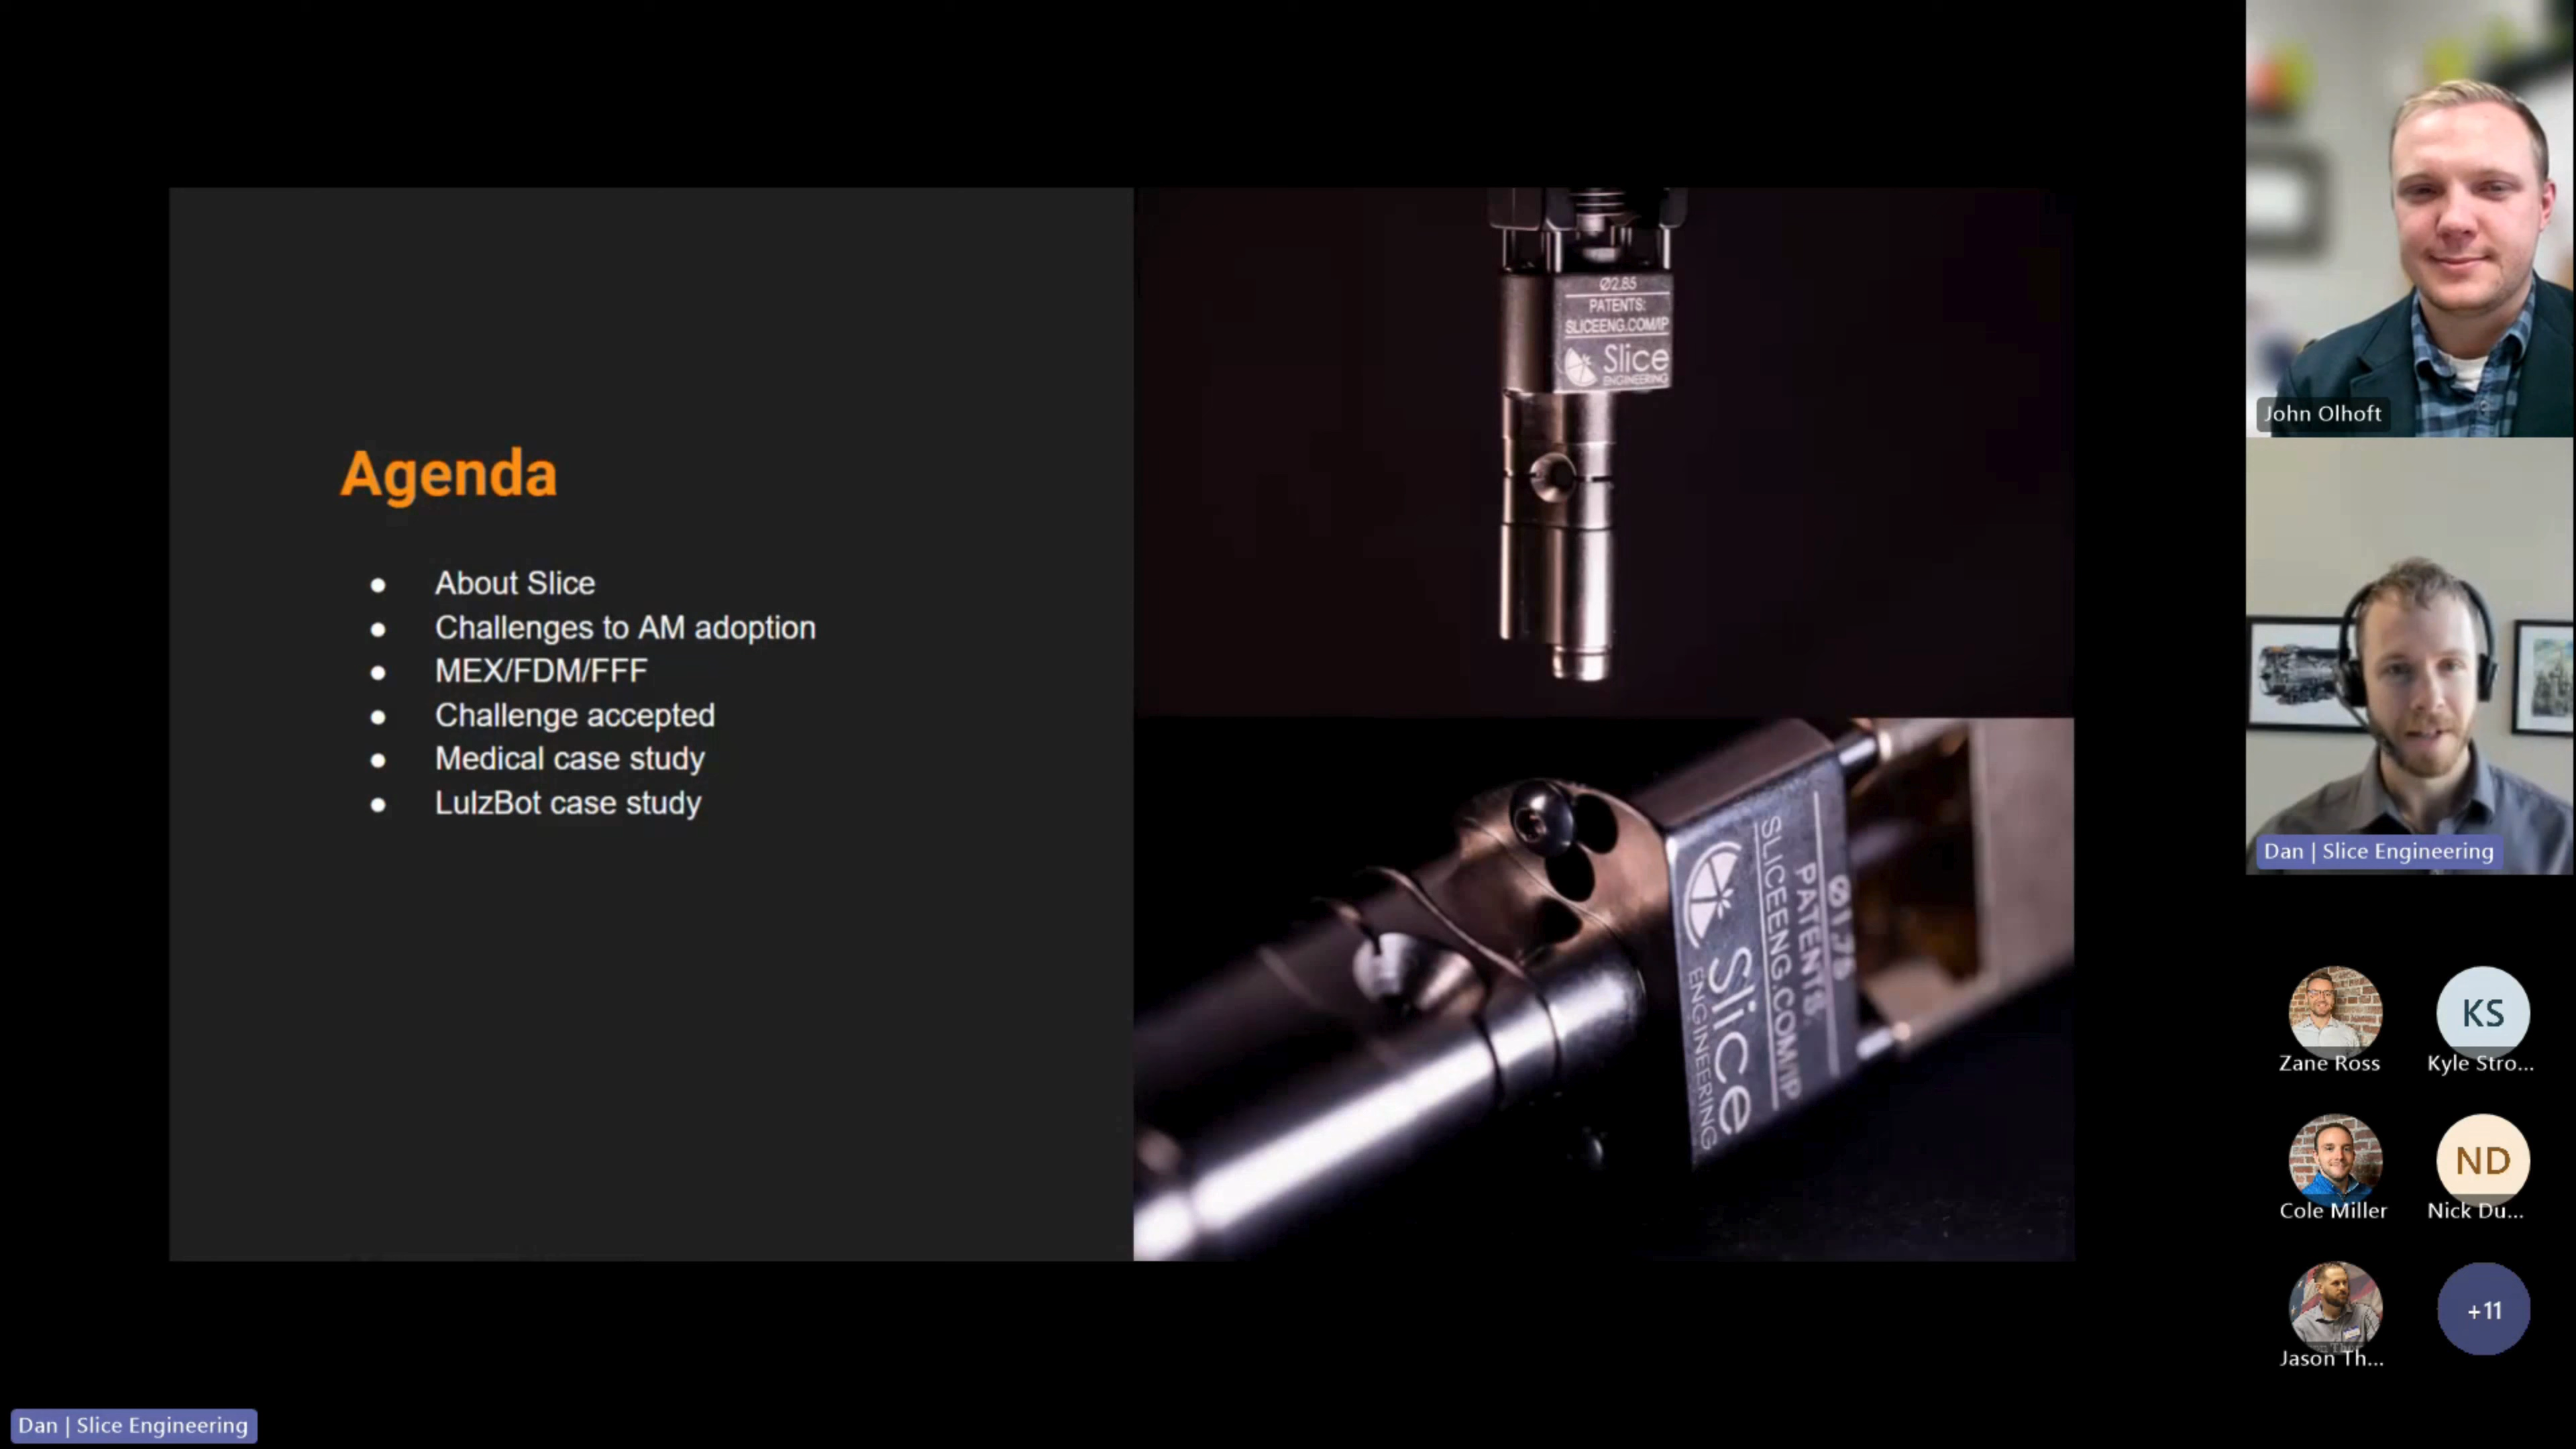 Agenda
About Slice
Challenges to AM adoption
MEX/FDM/FFF
Challenge accepted
Medical case study
LulzBot case study
Ø2.85
PATENTS:
SLICEENG.COM/IP
Slice
ENGINEERING
Ø1.75
PATENTS:
SLICEENG.COM/IP
Slice
ENGINEERING
John Olhoft
Dan | Slice Engineering
KS
Zane Ross
Kyle Stro...
ND
Cole Miller
Nick Du...
+11
Jason Th...
Dan | Slice Engineering